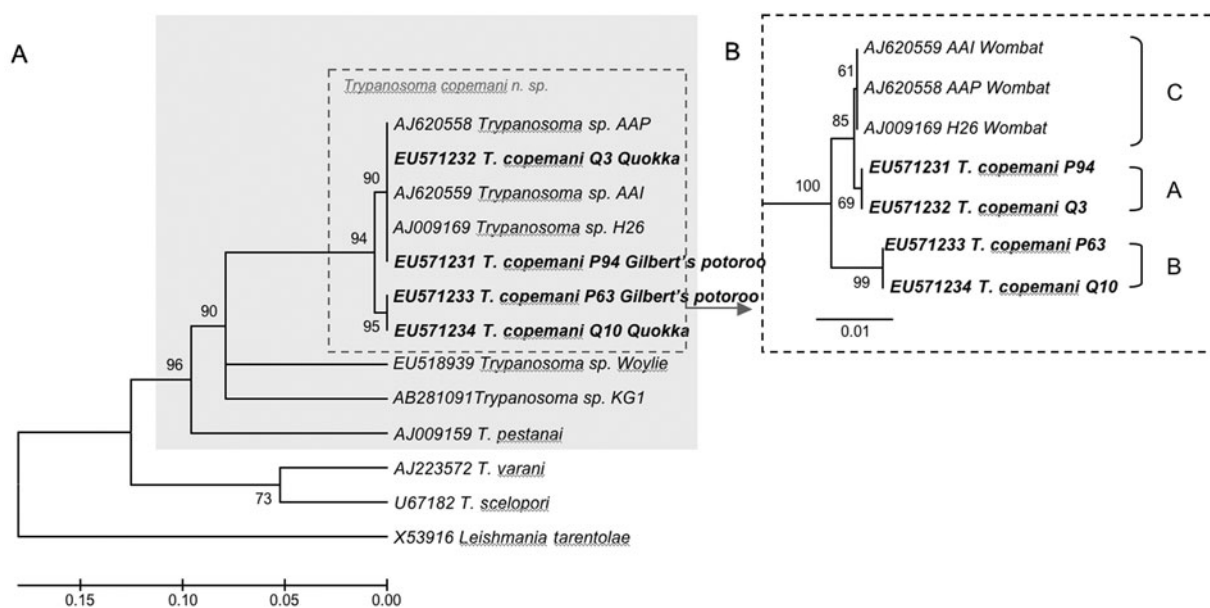 A
Trypanosoma copemani n. sp.
AJ620558 Trypanosoma sp. AAP
EU571232 T. copemani Q3 Quokka
90
AJ620559 Trypanosoma sp. AAI
AJ009169 Trypanosoma sp. H26
94
EU571231 T. copemani P94 Gilbert's potoroo
EU571233 T. copemani P63 Gilbert's potoroo
95
EU571234 T. copemani Q10 Quokka
90
EU518939 Trypanosoma sp. Woylie
96
AB281091Trypanosoma sp. KG1
AJ009159 T. pestanai
AJ223572 T. varani
73
U67182 T. scelopori
X53916 Leishmania tarentolae
0.15 0.10 0.05 0.00
B
AJ620559 AAI Wombat
61
AJ620558 AAP Wombat
C
85
AJ009169 H26 Wombat
EU571231 T. copemani P94
100
A
69
EU571232 T. copemani Q3
EU571233 T. copemani P63
B
99
EU571234 T. copemani Q10
0.01